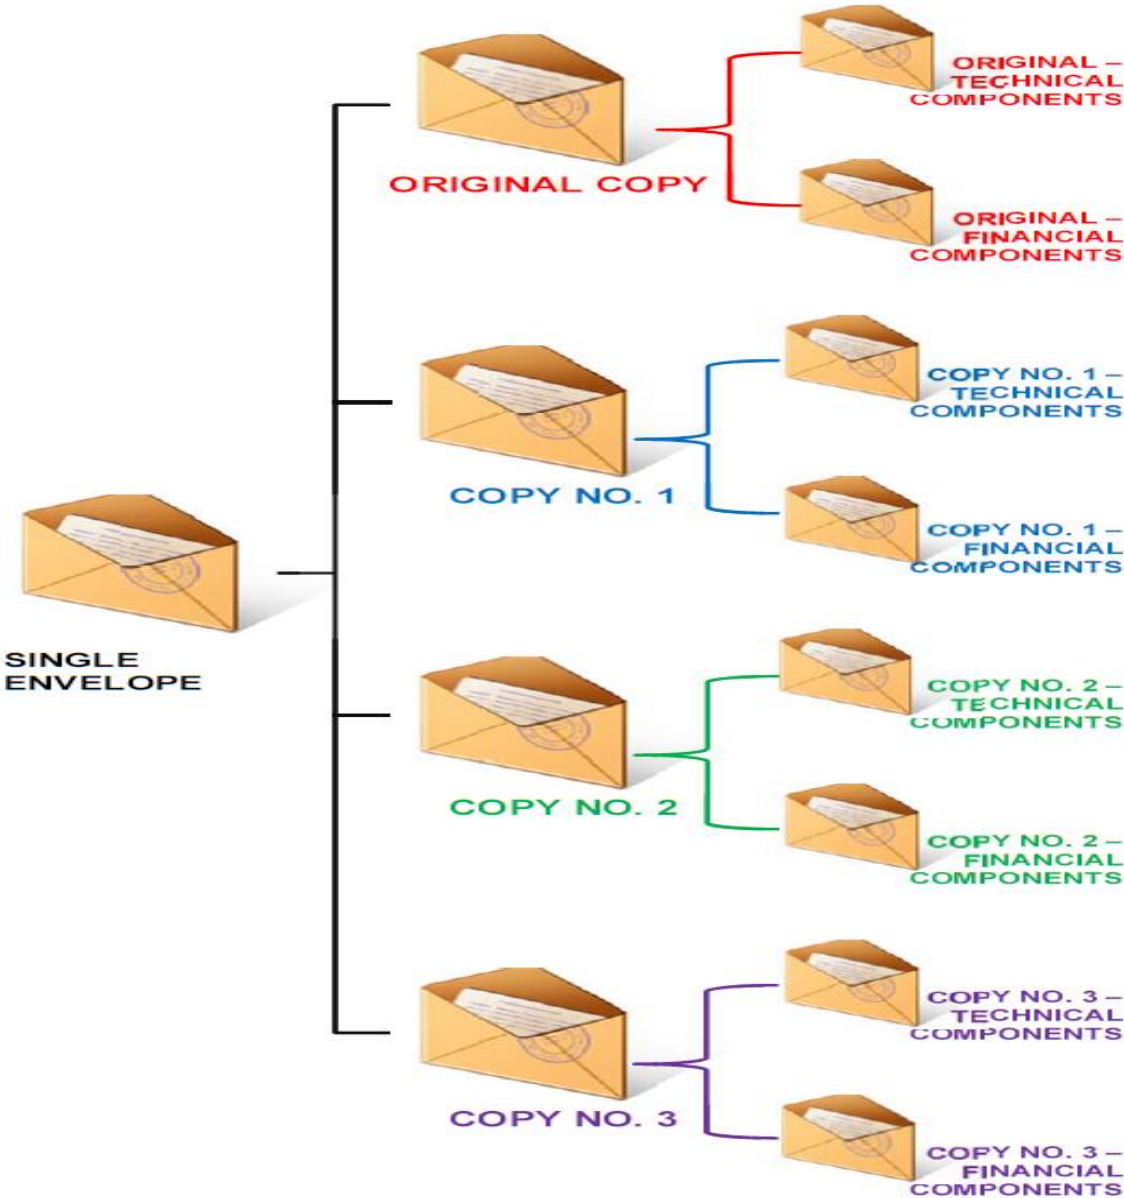 ORIGINAL –
TECHNICAL
COMPONENTS
ORIGINAL COPY
ORIGINAL –
FINANCIAL
COMPONENTS
COPY NO. 1 –
TECHNICAL
COMPONENTS
COPY NO. 1
COPY NO. 1 –
FINANCIAL
COMPONENTS
SINGLE
ENVELOPE
COPY NO. 2 –
TECHNICAL
COMPONENTS
COPY NO. 2
COPY NO. 2 –
FINANCIAL
COMPONENTS
COPY NO. 3 –
TECHNICAL
COMPONENTS
COPY NO. 3
COPY NO. 3 –
FINANCIAL
COMPONENTS